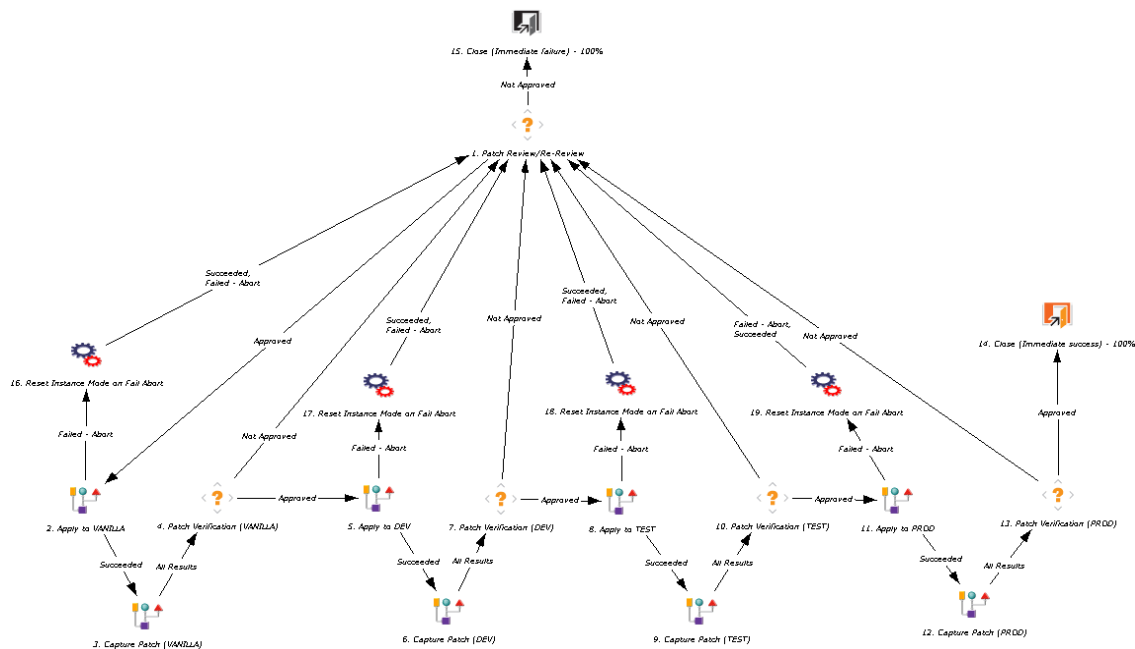 15. Close (Immediate failure) - 100%
Not Approved
1. Patch Review/Re-Review
Succeeded,
Failed - Abort
Succeeded,
Failed - Abort
Succeeded,
Failed - Abort
Failed - Abort,
Succeeded
Not Approved
Not Approved
Not Approved
Approved
14. Close (Immediate success) - 100%
16. Reset Instance Mode on Fail Abort
17. Reset Instance Mode on Fail Abort
18. Reset Instance Mode on Fail Abort
19. Reset Instance Mode on Fail Abort
Approved
Failed - Abort
Not Approved
Failed - Abort
Failed - Abort
Failed - Abort
Approved
Approved
Approved
2. Apply to VANILLA
4. Patch Verification (VANILLA)
5. Apply to DEV
7. Patch Verification (DEV)
8. Apply to TEST
10. Patch Verification (TEST)
11. Apply to PROD
13. Patch Verification (PROD)
Succeeded
All Results
Succeeded
All Results
Succeeded
All Results
Succeeded
All Results
3. Capture Patch (VANILLA)
6. Capture Patch (DEV)
9. Capture Patch (TEST)
12. Capture Patch (PROD)